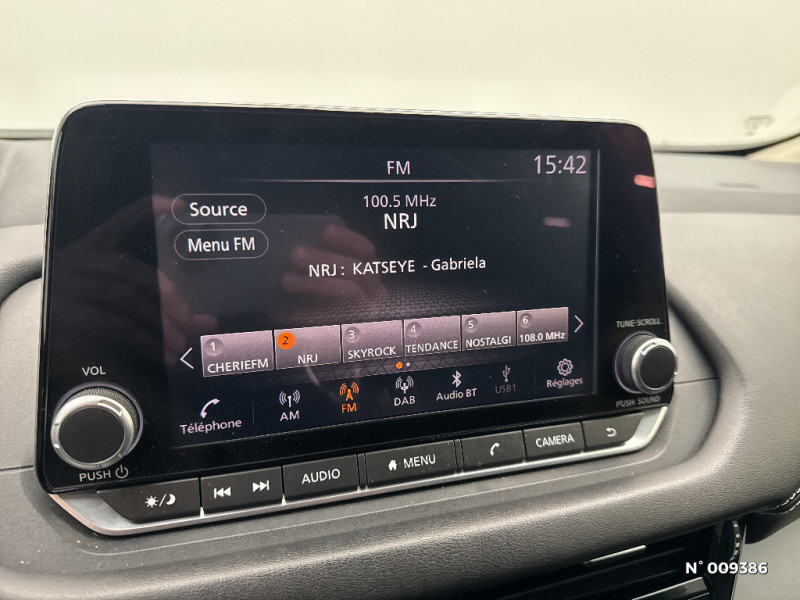 FM
15:42
Source
100.5 MHz
NRJ
Menu FM
NRJ : KATSEYE - Gabriela
1 CHERIEFM
2 NRJ
3 SKYROCK
4 TENDANCE
5 NOSTALGI
6 108.0 MHz
Téléphone
AM
FM
DAB
Audio BT
USB1
Réglages
VOL
PUSH
TUNE-SCROLL
PUSH SOUND
AUDIO
MENU
CAMERA
N° 009386